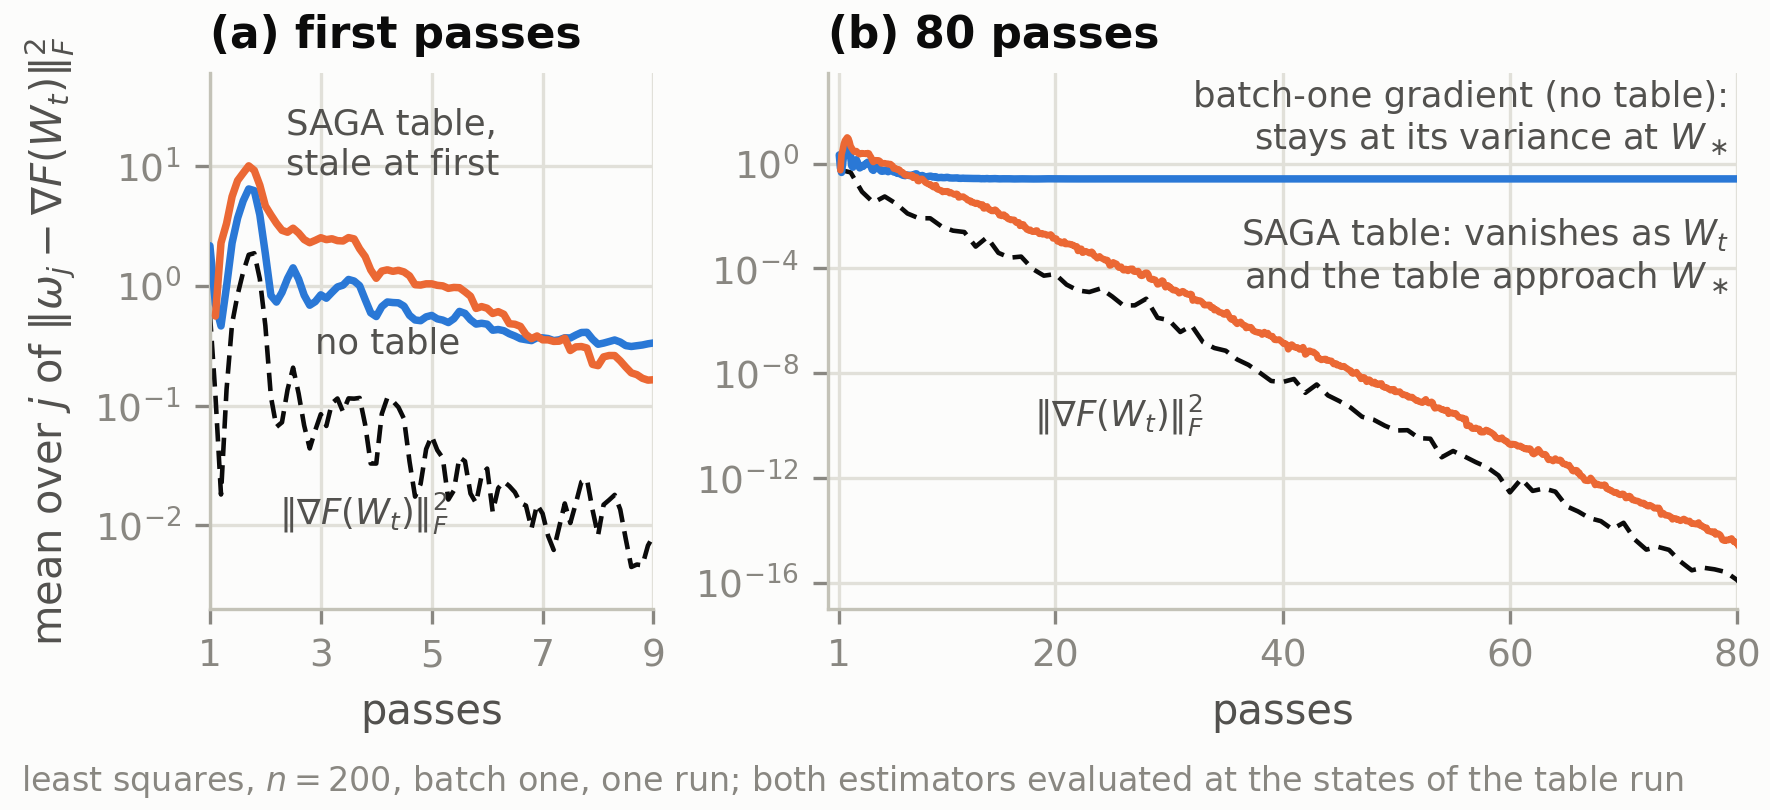 (a) first passes
(b) 80 passes
mean over j of ‖ω_j − ∇F(W_t)‖²_F
SAGA table,
stale at first
no table
‖∇F(W_t)‖²_F
10¹
10⁰
10⁻¹
10⁻²
1 3 5 7 9
passes
batch-one gradient (no table):
stays at its variance at W_∗
SAGA table: vanishes as W_t
and the table approach W_∗
‖∇F(W_t)‖²_F
10⁰
10⁻⁴
10⁻⁸
10⁻¹²
10⁻¹⁶
1 20 40 60 80
passes
least squares, n = 200, batch one, one run; both estimators evaluated at the states of the table run